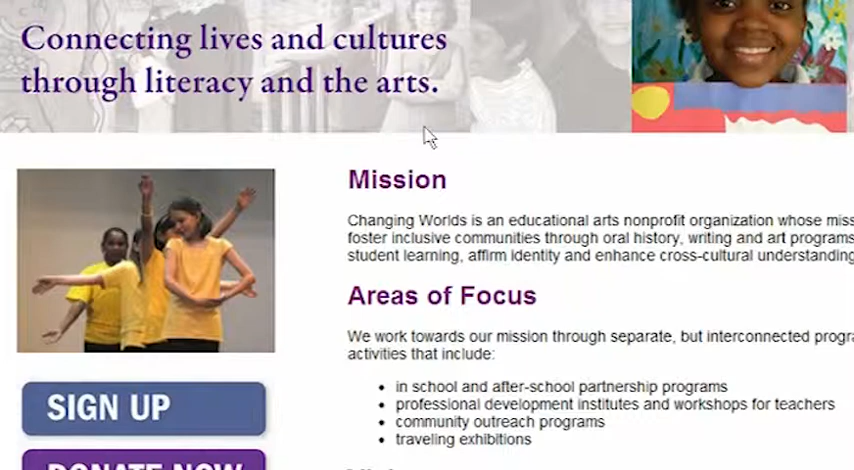 Connecting lives and cultures
through literacy and the arts.
Mission
Changing Worlds is an educational arts nonprofit organization whose miss
foster inclusive communities through oral history, writing and art programs
student learning, affirm identity and enhance cross-cultural understanding
Areas of Focus
We work towards our mission through separate, but interconnected progra
activities that include:
• in school and after-school partnership programs
• professional development institutes and workshops for teachers
• community outreach programs
• traveling exhibitions
SIGN UP
DONATE NOW